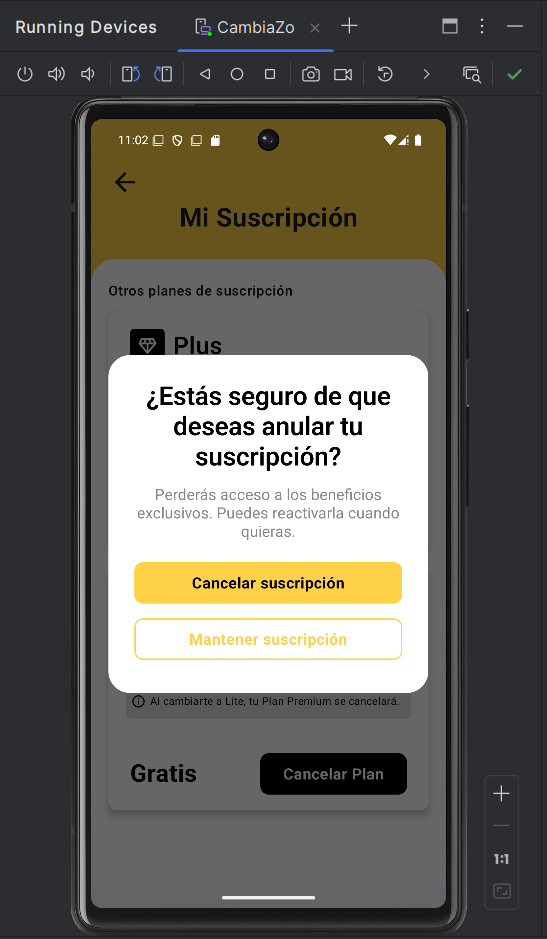 Running Devices
CambiaZo
11:02
Mi Suscripción
Otros planes de suscripción
Plus
¿Estás seguro de que
deseas anular tu
suscripción?
Perderás acceso a los beneficios
exclusivos. Puedes reactivarla cuando
quieras.
Cancelar suscripción
Mantener suscripción
Al cambiarte a Lite, tu Plan Premium se cancelará.
Gratis
Cancelar Plan
1:1